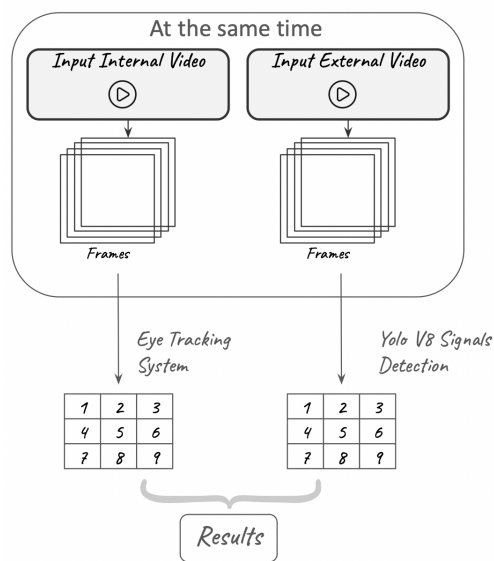 At the same time
Input Internal Video
Input External Video
Frames
Frames
Eye Tracking
System
Yolo V8 Signals
Detection
1 2 3
4 5 6
7 8 9
1 2 3
4 5 6
7 8 9
Results